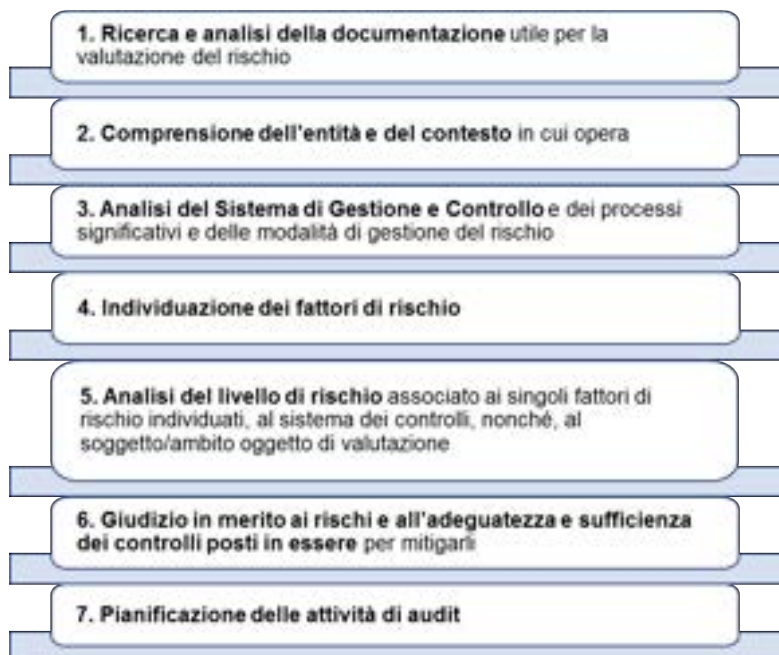 1. Ricerca e analisi della documentazione utile per la
valutazione del rischio
2. Comprensione dell'entità e del contesto in cui opera
3. Analisi del Sistema di Gestione e Controllo e dei processi
significativi e delle modalità di gestione del rischio
4. Individuazione dei fattori di rischio
5. Analisi del livello di rischio associato ai singoli fattori di
rischio individuati, al sistema dei controlli, nonché, al
soggetto/ambito oggetto di valutazione
6. Giudizio in merito ai rischi e all'adeguatezza e sufficienza
dei controlli posti in essere per mitigarli
7. Pianificazione delle attività di audit